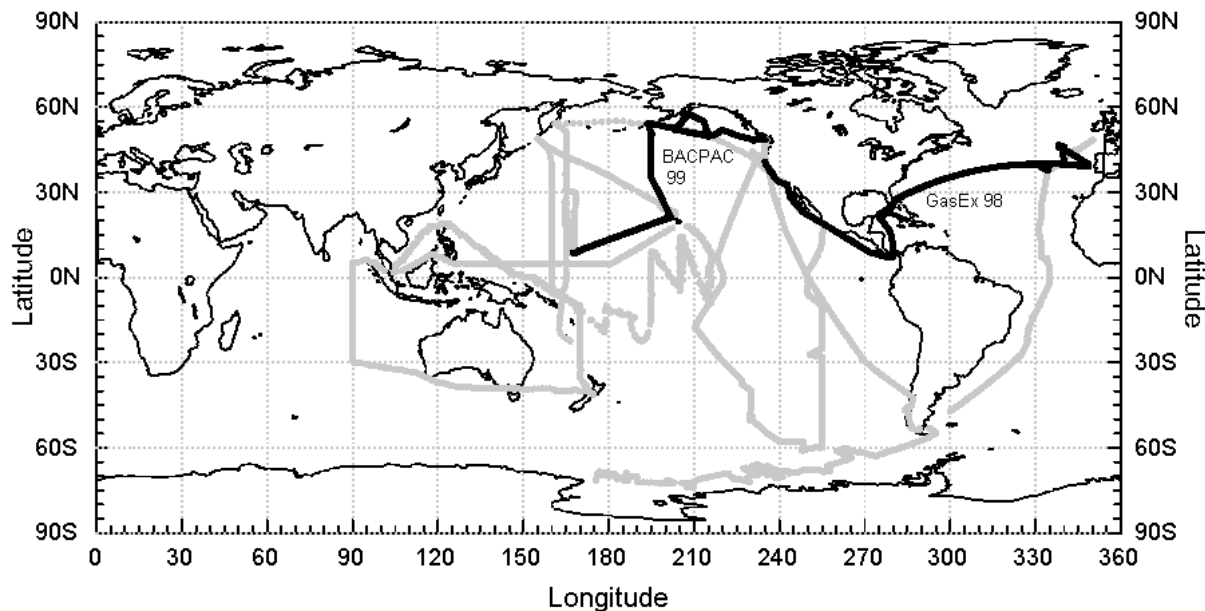 90N 90N
60N 60N
BACPAC
99
30N GasEx 98 30N
Latitude 0N 0N Latitude
30S 30S
60S 60S
90S 90S
0 30 60 90 120 150 180 210 240 270 300 330 360
Longitude